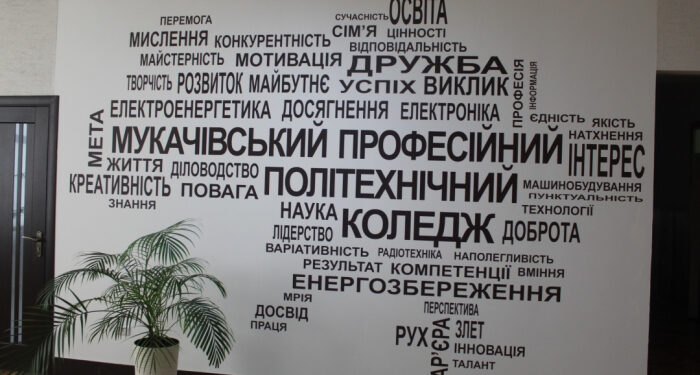 ПЕРЕМОГА СУЧАСНІСТЬ ОСВІТА
МИСЛЕННЯ КОНКУРЕНТНІСТЬ СІМ'Я ЦІННОСТІ
ВІДПОВІДАЛЬНІСТЬ
МАЙСТЕРНІСТЬ МОТИВАЦІЯ ДРУЖБА
ТВОРЧІСТЬ РОЗВИТОК МАЙБУТНЄ УСПІХ ВИКЛИК
ПРОФЕСІЯ
ІНФОРМАЦІЯ
ЕЛЕКТРОЕНЕРГЕТИКА ДОСЯГНЕННЯ ЕЛЕКТРОНІКА
ЄДНІСТЬ ЯКІСТЬ
МЕТА
МУКАЧІВСЬКИЙ ПРОФЕСІЙНИЙ
НАТХНЕННЯ
ІНТЕРЕС
ЖИТТЯ ДІЛОВОДСТВО
КРЕАТИВНІСТЬ ПОВАГА ПОЛІТЕХНІЧНИЙ
МАШИНОБУДУВАННЯ
ПУНКТУАЛЬНІСТЬ
ЗНАННЯ
НАУКА КОЛЕДЖ ТЕХНОЛОГІЇ
ЛІДЕРСТВО ДОБРОТА
ВАРІАТИВНІСТЬ РАДІОТЕХНІКА НАПОЛЕГЛИВІСТЬ
РЕЗУЛЬТАТ КОМПЕТЕНЦІЇ ВМІННЯ
ЕНЕРГОЗБЕРЕЖЕННЯ
МРІЯ
ДОСВІД ПЕРСПЕКТИВА
ПРАЦЯ
РУХ
АР'ЄРА
ЗЛЕТ
ІННОВАЦІЯ
ТАЛАНТ